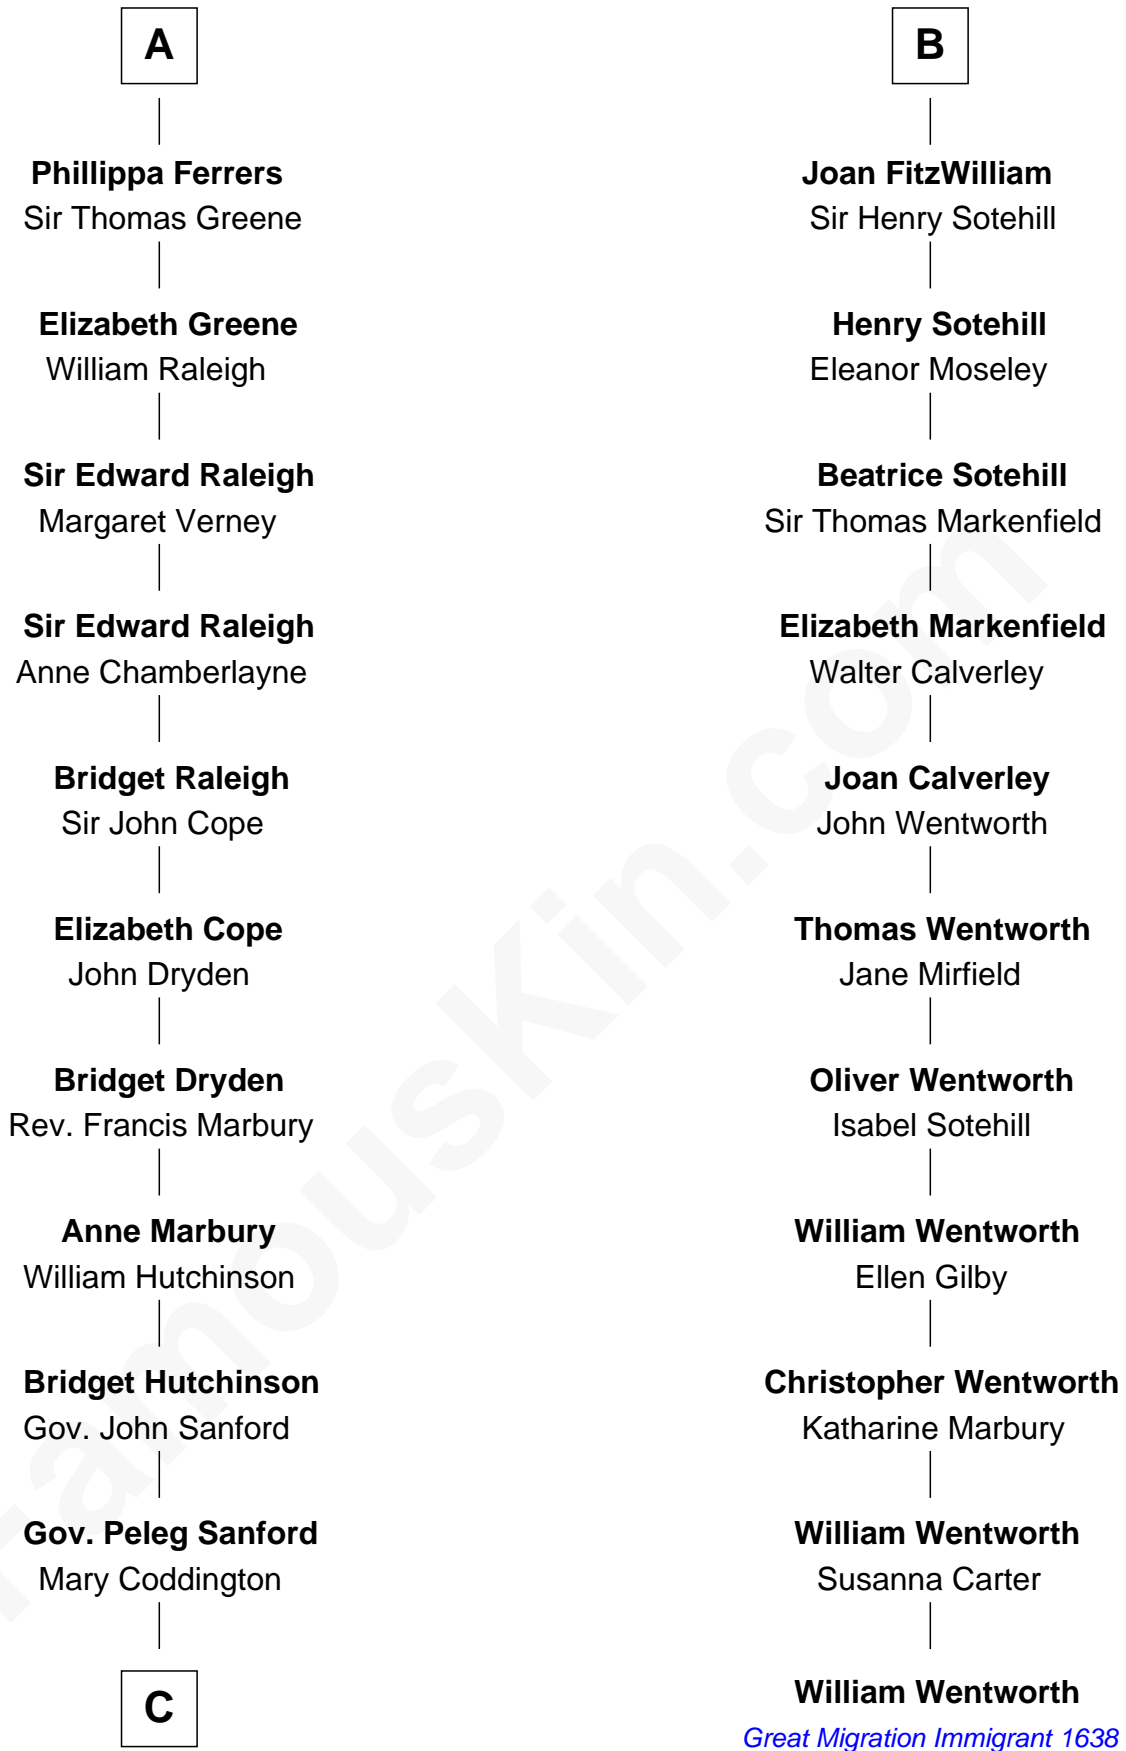 A
Phillippa Ferrers
Sir Thomas Greene
Elizabeth Greene
William Raleigh
Sir Edward Raleigh
Margaret Verney
Sir Edward Raleigh
Anne Chamberlayne
Bridget Raleigh
Sir John Cope
Elizabeth Cope
John Dryden
Bridget Dryden
Rev. Francis Marbury
Anne Marbury
William Hutchinson
Bridget Hutchinson
Gov. John Sanford
Gov. Peleg Sanford
Mary Coddington
C
B
Joan FitzWilliam
Sir Henry Sotehill
Henry Sotehill
Eleanor Moseley
Beatrice Sotehill
Sir Thomas Markenfield
Elizabeth Markenfield
Walter Calverley
Joan Calverley
John Wentworth
Thomas Wentworth
Jane Mirfield
Oliver Wentworth
Isabel Sotehill
William Wentworth
Ellen Gilby
Christopher Wentworth
Katharine Marbury
William Wentworth
Susanna Carter
William Wentworth
Great Migration Immigrant 1638
FamousKin.com